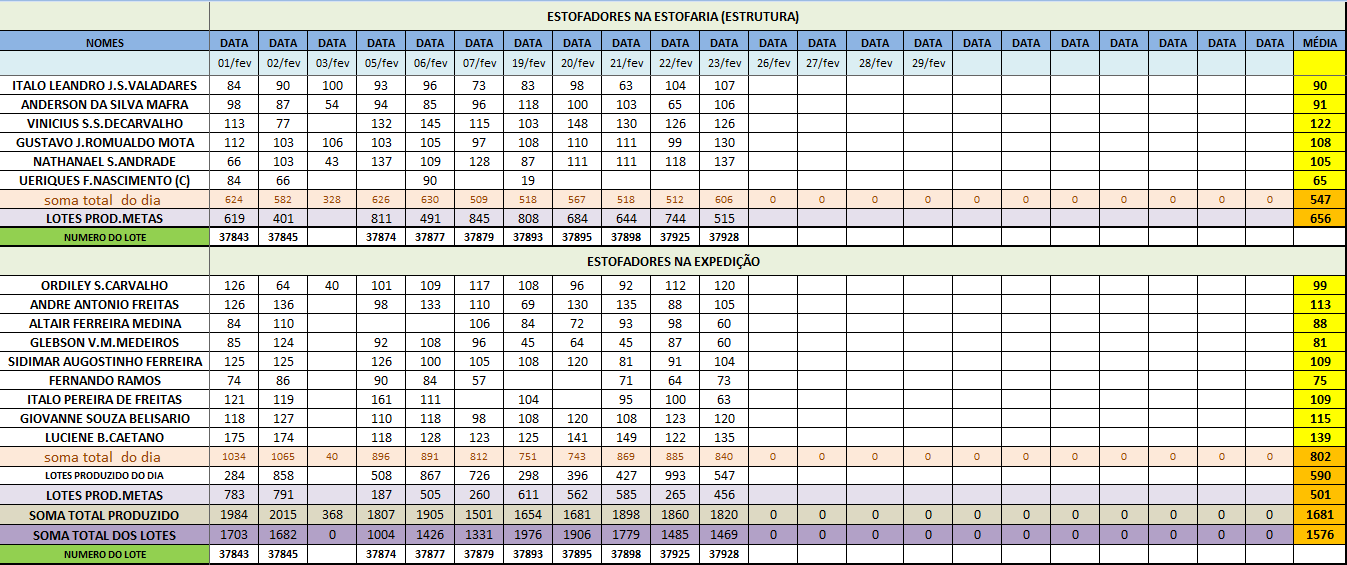 ESTOFADORES NA ESTOFARIA (ESTRUTURA)
NOMES DATA DATA DATA DATA DATA DATA DATA DATA DATA DATA DATA DATA DATA DATA DATA DATA DATA DATA DATA DATA DATA DATA MÉDIA
01/fev 02/fev 03/fev 05/fev 06/fev 07/fev 19/fev 20/fev 21/fev 22/fev 23/fev 26/fev 27/fev 28/fev 29/fev
ITALO LEANDRO J.S.VALADARES 84 90 100 93 96 73 83 98 63 104 107 90
ANDERSON DA SILVA MAFRA 98 87 54 94 85 96 118 100 103 65 106 91
VINICIUS S.S.DECARVALHO 113 77 132 145 115 103 148 130 126 126 122
GUSTAVO J.ROMUALDO MOTA 112 103 106 103 105 97 108 110 111 99 130 108
NATHANAEL S.ANDRADE 66 103 43 137 109 128 87 111 111 118 137 105
UERIQUES F.NASCIMENTO (C) 84 66 90 19 65
soma total do dia 624 582 328 626 630 509 518 567 518 512 606 0 0 0 0 0 0 0 0 0 0 0 547
LOTES PROD.METAS 619 401 811 491 845 808 684 644 744 515 656
NUMERO DO LOTE 37843 37845 37874 37877 37879 37893 37895 37898 37925 37928
ESTOFADORES NA EXPEDIÇÃO
ORDILEY S.CARVALHO 126 64 40 101 109 117 108 96 92 112 120 99
ANDRE ANTONIO FREITAS 126 136 98 133 110 69 130 135 88 105 113
ALTAIR FERREIRA MEDINA 84 110 106 84 72 93 98 60 88
GLEBSON V.M.MEDEIROS 85 124 92 108 96 45 64 45 87 60 81
SIDIMAR AUGOSTINHO FERREIRA 125 125 126 100 105 108 120 81 91 104 109
FERNANDO RAMOS 74 86 90 84 57 71 64 73 75
ITALO PEREIRA DE FREITAS 121 119 161 111 104 95 100 63 109
GIOVANNE SOUZA BELISARIO 118 127 110 118 98 108 120 108 123 120 115
LUCIENE B.CAETANO 175 174 118 128 123 125 141 149 122 135 139
soma total do dia 1034 1065 40 896 891 812 751 743 869 885 840 0 0 0 0 0 0 0 0 0 0 0 802
LOTES PRODUZIDO DO DIA 284 858 508 867 726 298 396 427 993 547 590
LOTES PROD.METAS 783 791 187 505 260 611 562 585 265 456 501
SOMA TOTAL PRODUZIDO 1984 2015 368 1807 1905 1501 1654 1681 1898 1860 1820 0 0 0 0 0 0 0 0 0 0 0 1681
SOMA TOTAL DOS LOTES 1703 1682 0 1004 1426 1331 1976 1906 1779 1485 1469 0 0 0 0 0 0 0 0 0 0 0 1576
NUMERO DO LOTE 37843 37845 37874 37877 37879 37893 37895 37898 37925 37928